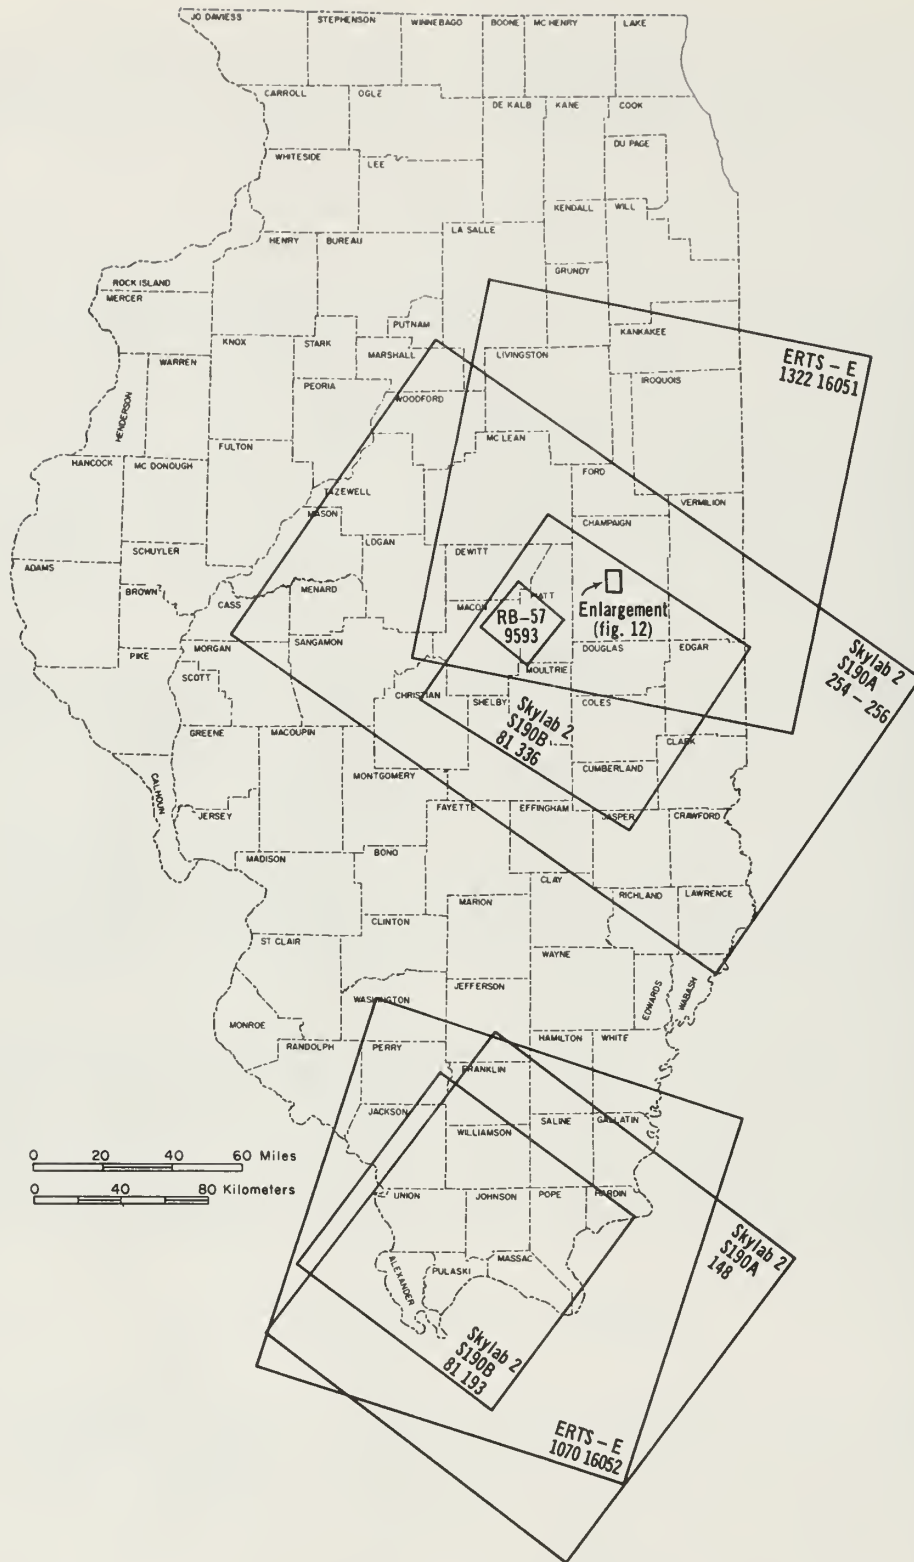 JO DAVIESS
STEPHENSON
WINNEBAGO
BOONE
MC HENRY
LAKE
CARROLL
OGLE
DE KALB
KANE
COOK
DU PAGE
WHITESIDE
LEE
KENDALL
WILL
LA SALLE
HENRY
BUREAU
GRUNDY
ROCK ISLAND
MERCER
PUTNAM
KANKAKEE
KNOX
STARK
MARSHALL
LIVINGSTON
ERTS – E
1322 16051
WARREN
PEORIA
IROQUOIS
HENDERSON
WOODFORD
FULTON
MC LEAN
HANCOCK
MC DONOUGH
FORD
TAZEWELL
VERMILION
MASON
CHAMPAIGN
LOGAN
SCHUYLER
DEWITT
ADAMS
BROWN
MENARD
PIATT
CASS
MACON
Enlargement
(fig. 12)
RB–57
9593
PIKE
MORGAN
SANGAMON
DOUGLAS
EDGAR
Skylab 2
S190A
254 – 256
SCOTT
MOULTRIE
CHRISTIAN
SHELBY
COLES
Skylab 2
S190B
81 336
GREENE
MACOUPIN
CLARK
MONTGOMERY
CUMBERLAND
CALHOUN
JERSEY
FAYETTE
EFFINGHAM
JASPER
CRAWFORD
MADISON
BOND
CLAY
RICHLAND
LAWRENCE
MARION
CLINTON
ST CLAIR
WAYNE
JEFFERSON
EDWARDS
WABASH
WASHINGTON
MONROE
RANDOLPH
PERRY
HAMILTON
WHITE
FRANKLIN
JACKSON
SALINE
GALLATIN
WILLIAMSON
0 20 40 60 Miles
0 40 80 Kilometers
UNION
JOHNSON
POPE
HARDIN
Skylab 2
S190A
148
ALEXANDER
PULASKI
MASSAC
Skylab 2
S190B
81 193
ERTS – E
1070 16052